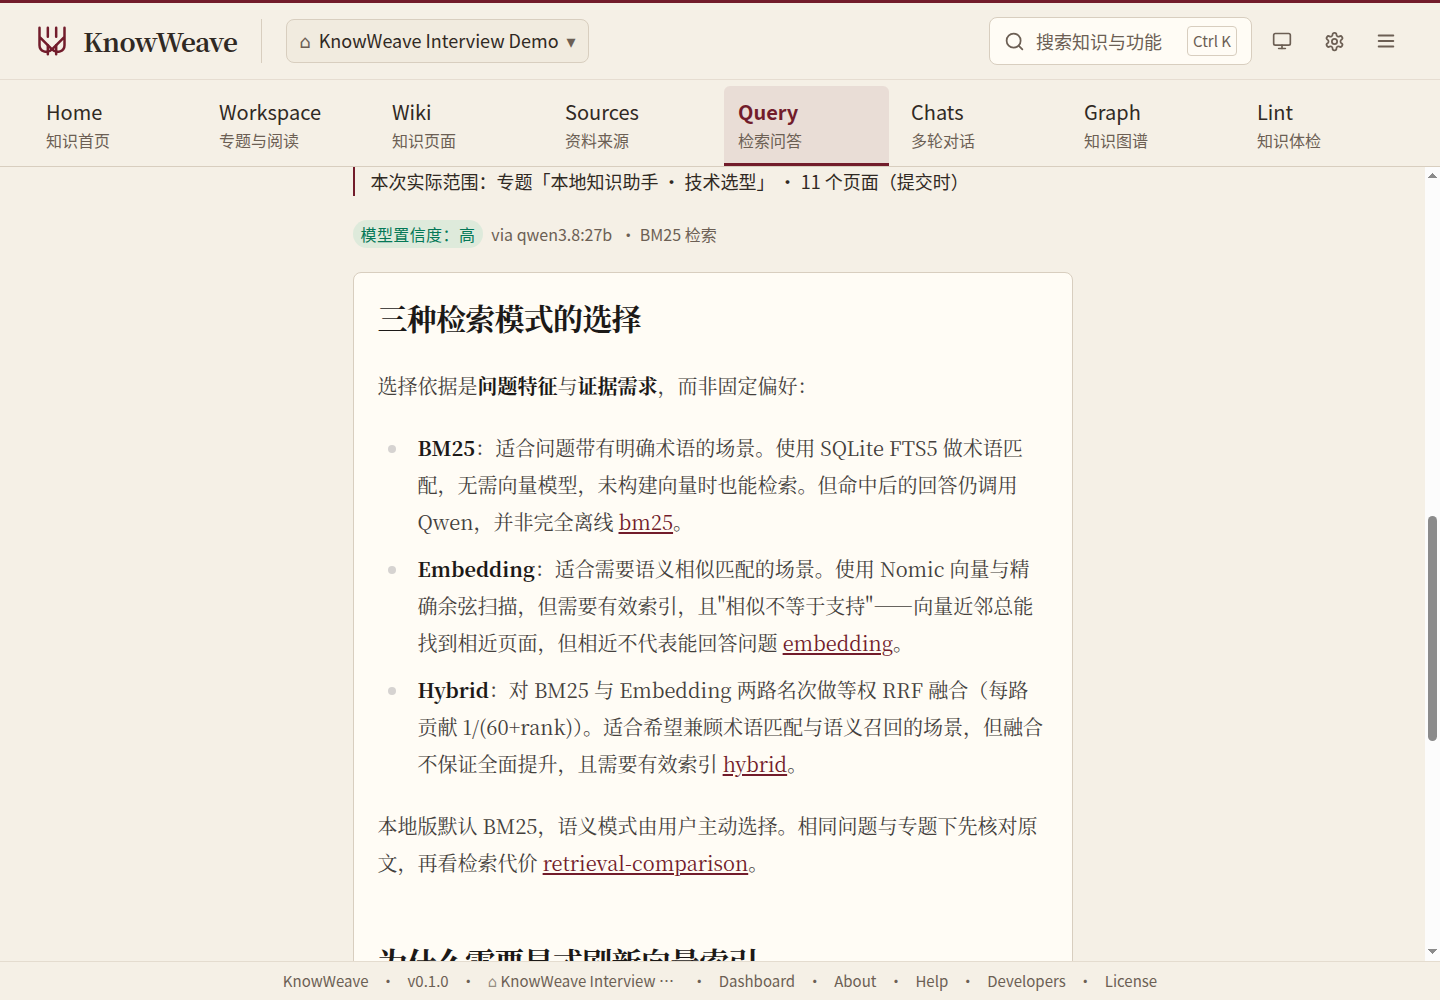 KnowWeave
⌂ KnowWeave Interview Demo ▾
搜索知识与功能 Ctrl K
Home
知识首页
Workspace
专题与阅读
Wiki
知识页面
Sources
资料来源
Query
检索问答
Chats
多轮对话
Graph
知识图谱
Lint
知识体检
本次实际范围：专题「本地知识助手 · 技术选型」 · 11 个页面（提交时）
模型置信度：高 via qwen3.8:27b · BM25 检索
三种检索模式的选择
选择依据是问题特征与证据需求，而非固定偏好：
BM25：适合问题带有明确术语的场景。使用 SQLite FTS5 做术语匹
配，无需向量模型，未构建向量时也能检索。但命中后的回答仍调用
Qwen，并非完全离线 bm25。
Embedding：适合需要语义相似匹配的场景。使用 Nomic 向量与精
确余弦扫描，但需要有效索引，且"相似不等于支持"——向量近邻总能
找到相近页面，但相近不代表能回答问题 embedding。
Hybrid：对 BM25 与 Embedding 两路名次做等权 RRF 融合（每路
贡献 1/(60+rank)）。适合希望兼顾术语匹配与语义召回的场景，但融合
不保证全面提升，且需要有效索引 hybrid。
本地版默认 BM25，语义模式由用户主动选择。相同问题与专题下先核对原
文，再看检索代价 retrieval-comparison。
为什么需要显式刷新向量索引
KnowWeave · v0.1.0 · ⌂ KnowWeave Interview ··· · Dashboard · About · Help · Developers · License